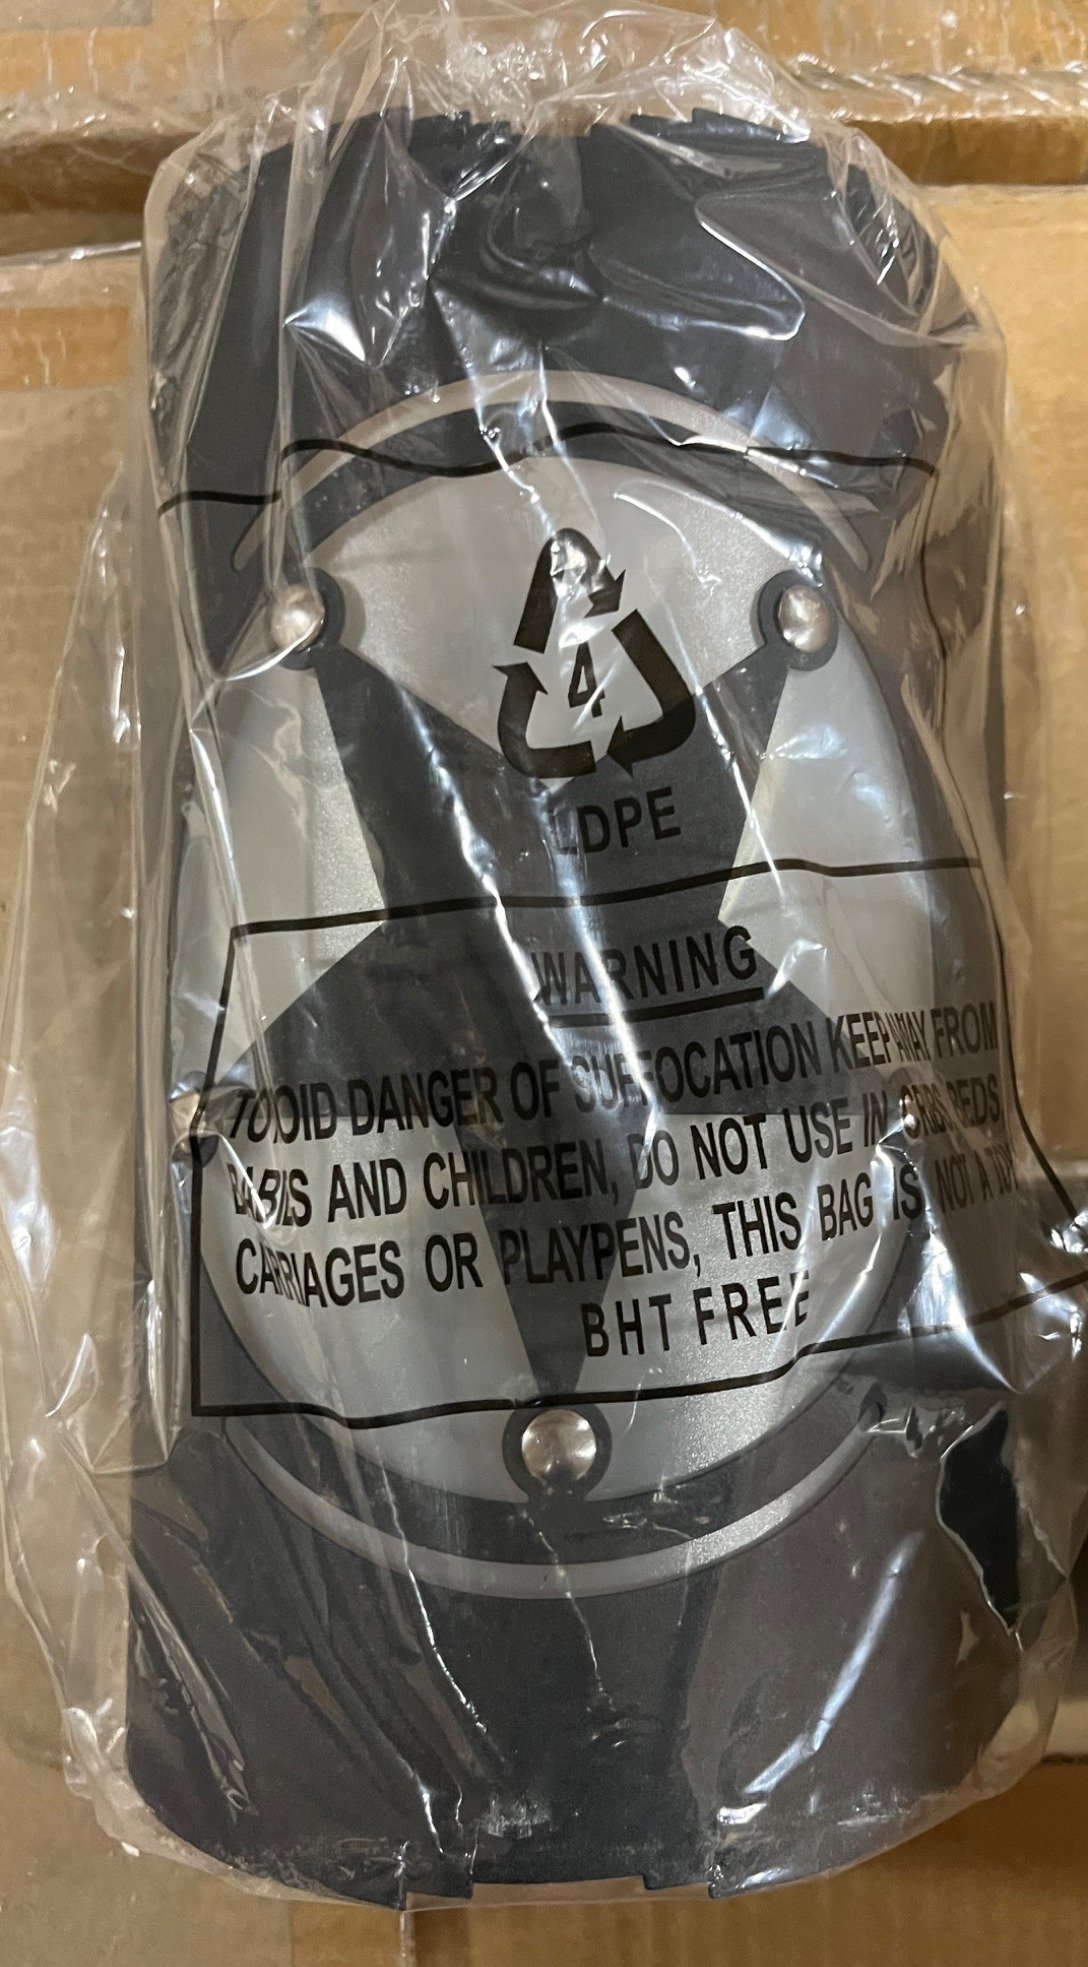 4
LDPE
WARNING
TO OID DANGER OF SUFFOCATION KEEP AWAY FROM
BABIES AND CHILDREN, DO NOT USE IN CRIBS BEDS
CARRIAGES OR PLAYPENS, THIS BAG IS NOT A TOY
BHT FREE